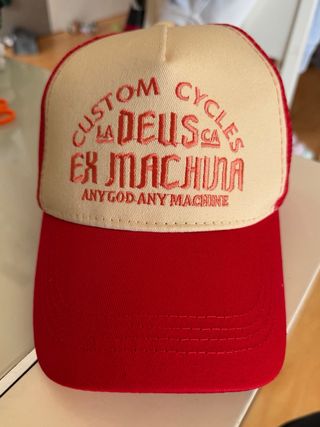 CUSTOM CYCLES
LA DEUS CA
EX MACHINA
ANY GOD·ANY MACHINE